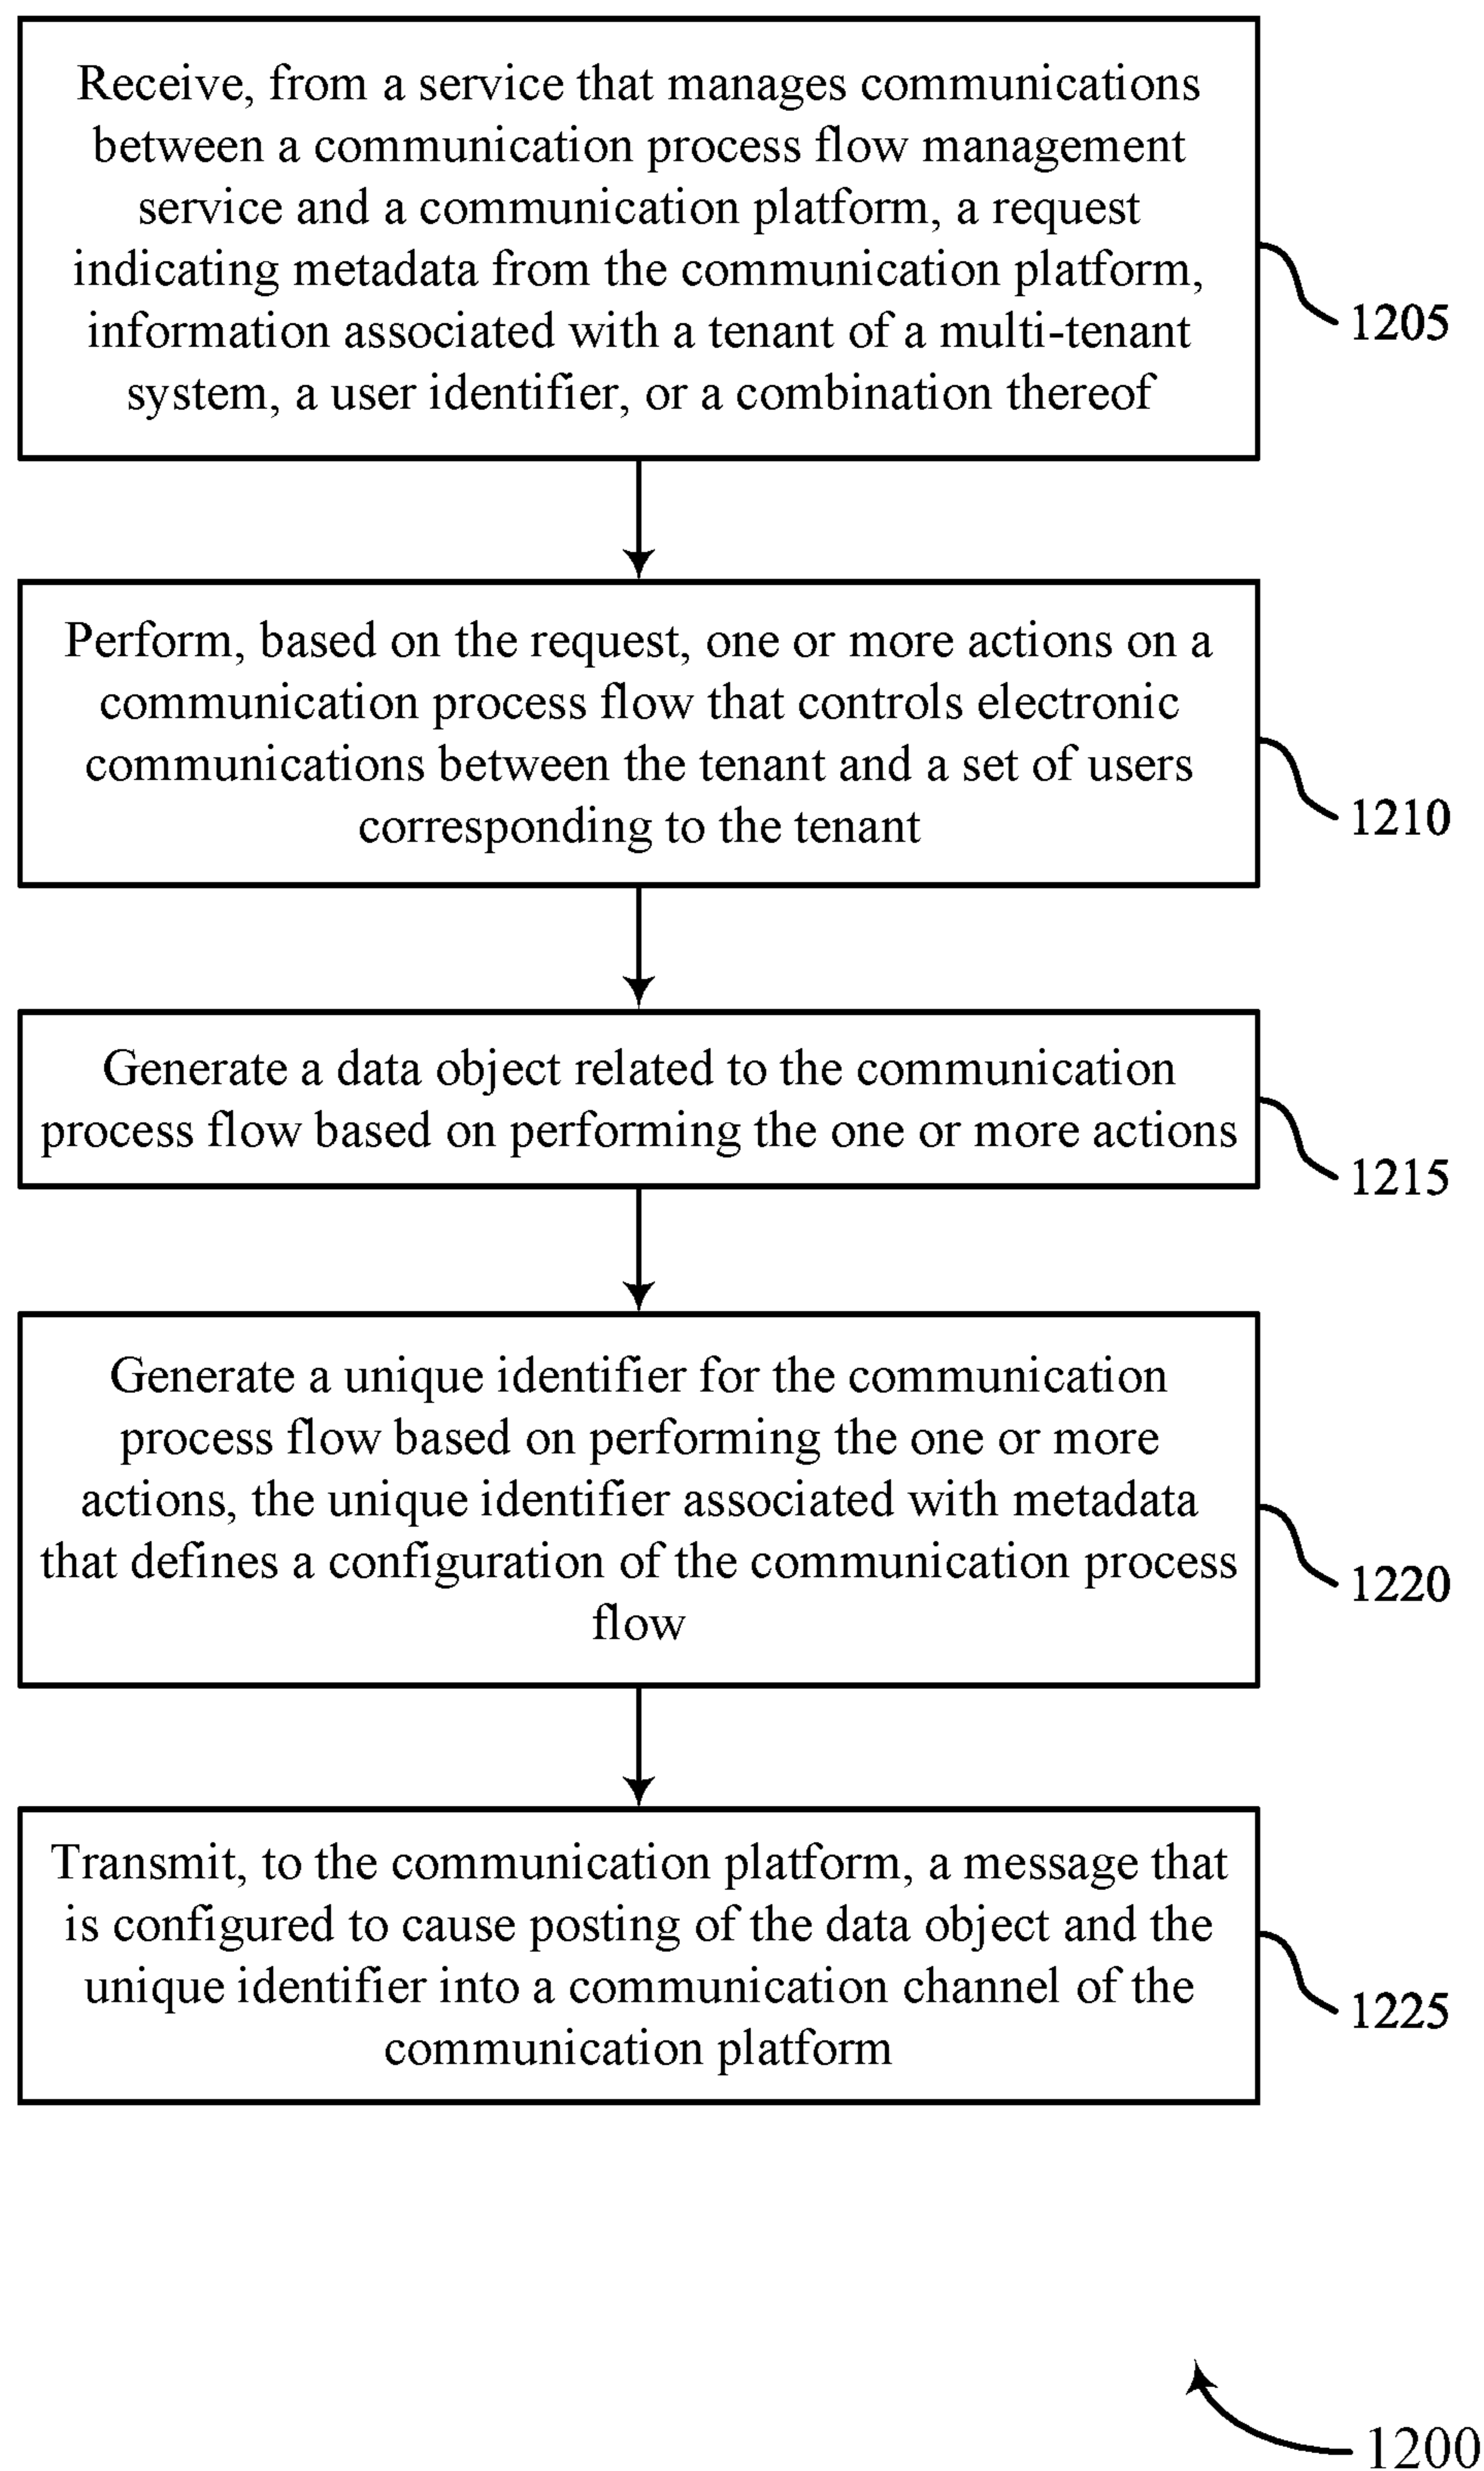 Receive, from a service that manages communications
between a communication process flow management
service and a communication platform, a request
indicating metadata from the communication platform,
information associated with a tenant of a multi-tenant
system, a user identifier, or a combination thereof
1205
Perform, based on the request, one or more actions on a
communication process flow that controls electronic
communications between the tenant and a set of users
corresponding to the tenant
1210
Generate a data object related to the communication
process flow based on performing the one or more actions
1215
Generate a unique identifier for the communication
process flow based on performing the one or more
actions, the unique identifier associated with metadata
that defines a configuration of the communication process
flow
1220
Transmit, to the communication platform, a message that
is configured to cause posting of the data object and the
unique identifier into a communication channel of the
communication platform
1225
1200